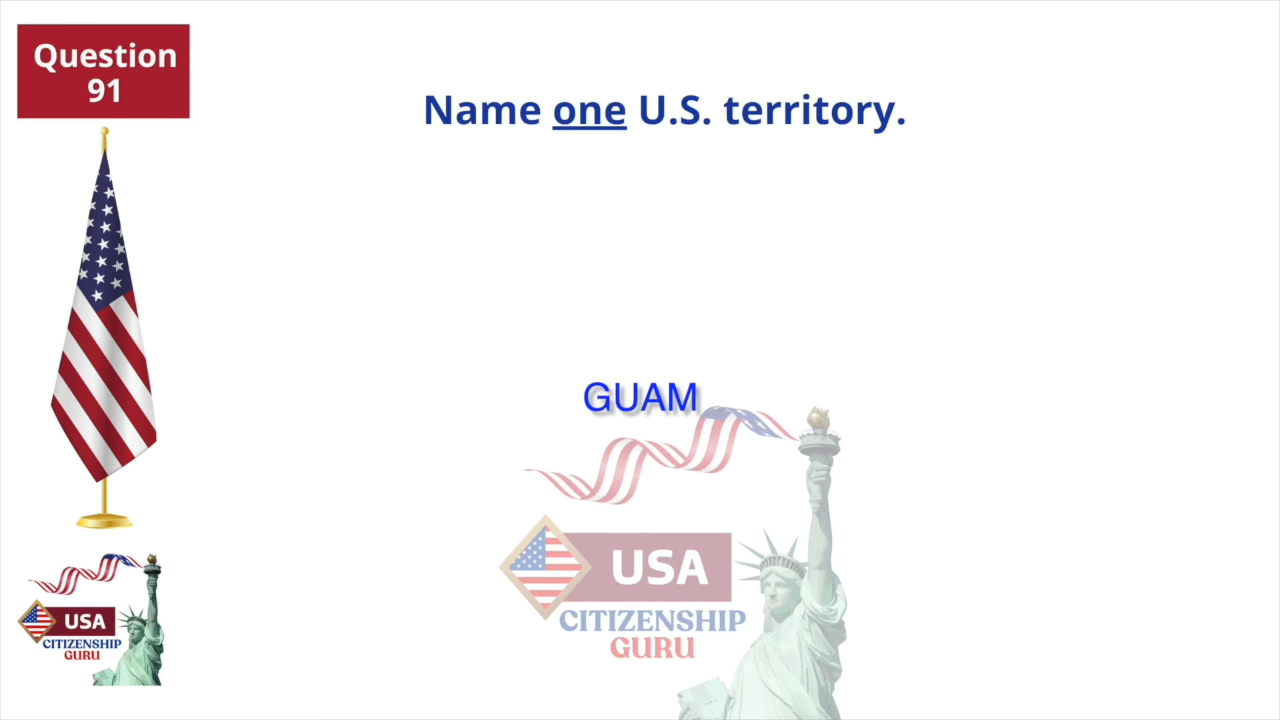 Question
91
Name one U.S. territory.
GUAM
USA
CITIZENSHIP
GURU
USA
CITIZENSHIP
GURU